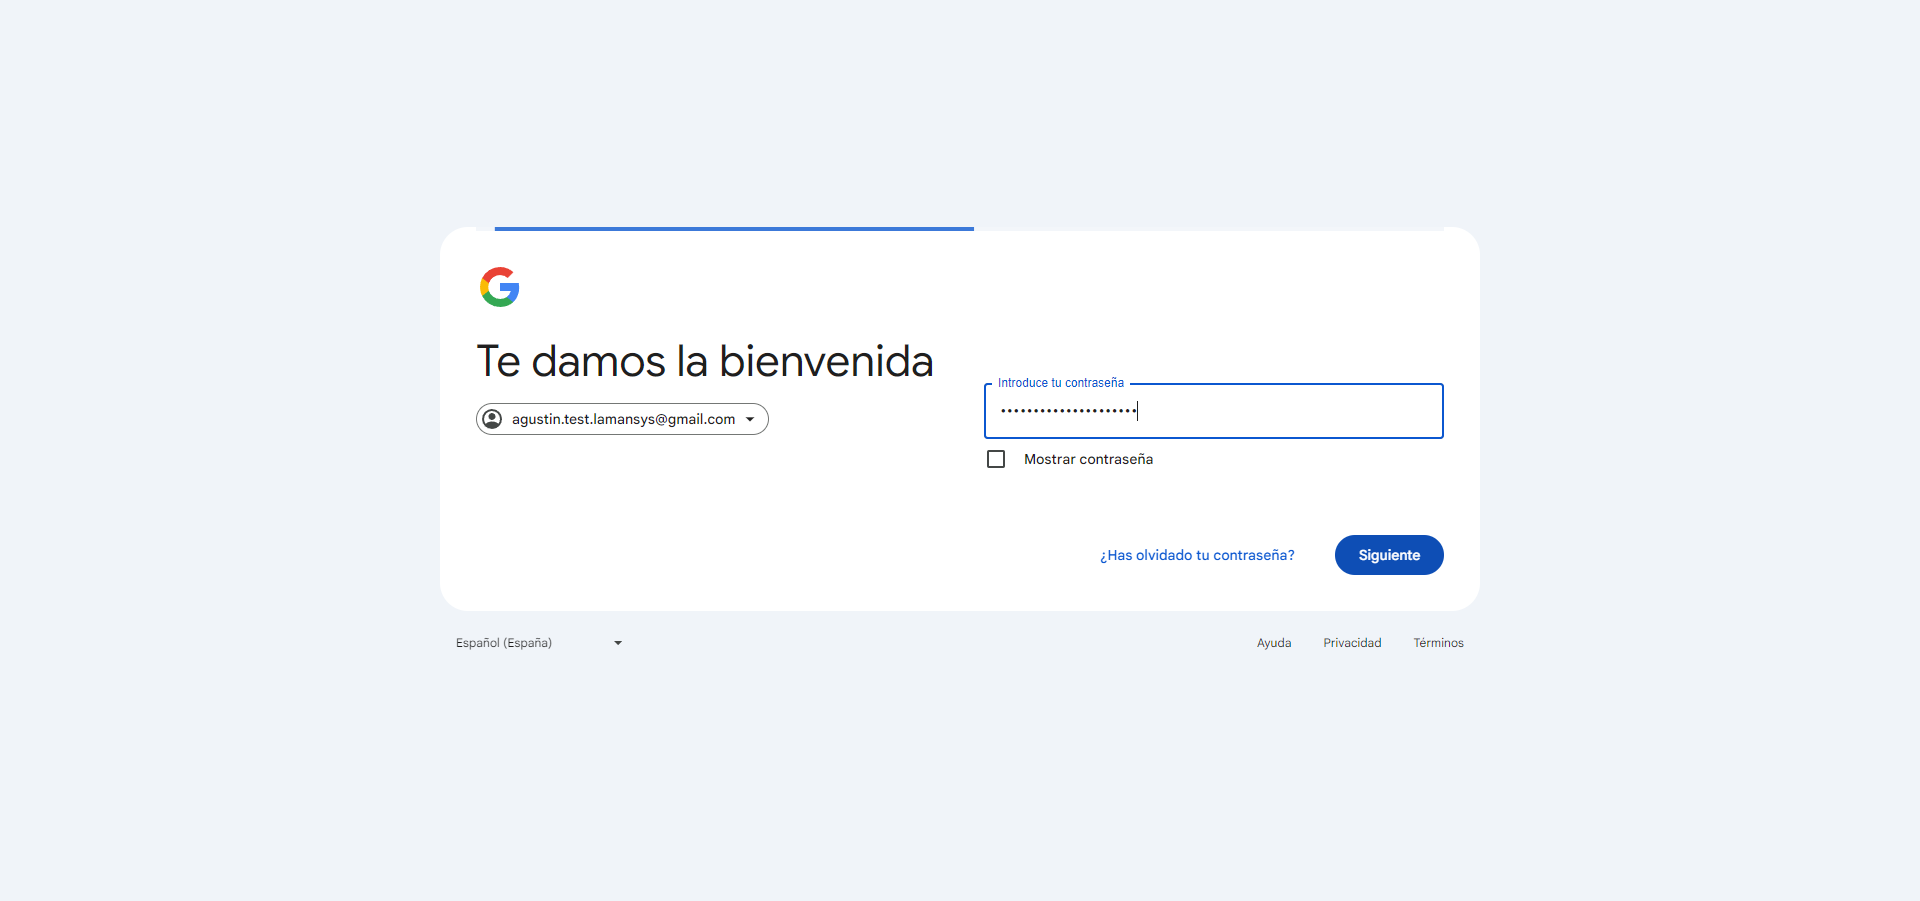 Te damos la bienvenida
agustin.test.lamansys@gmail.com
Introduce tu contraseña
•••••••••••••••••••••
Mostrar contraseña
¿Has olvidado tu contraseña?
Siguiente
Español (España)
Ayuda
Privacidad
Términos